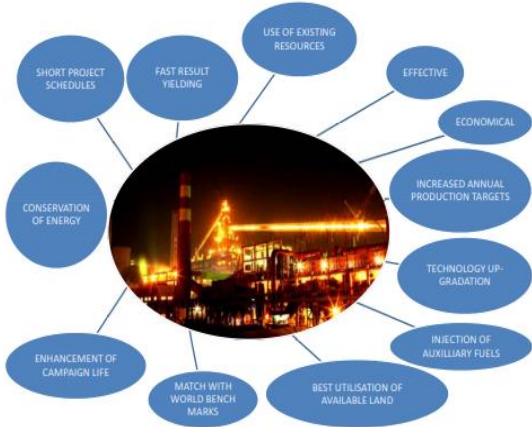 USE OF EXISTING
RESOURCES
SHORT PROJECT
SCHEDULES
FAST RESULT
YIELDING
EFFECTIVE
ECONOMICAL
INCREASED ANNUAL
PRODUCTION TARGETS
CONSERVATION
OF ENERGY
TECHNOLOGY UP-
GRADATION
INJECTION OF
AUXILLIARY FUELS
ENHANCEMENT OF
CAMPAIGN LIFE
MATCH WITH
WORLD BENCH
MARKS
BEST UTILISATION OF
AVAILABLE LAND